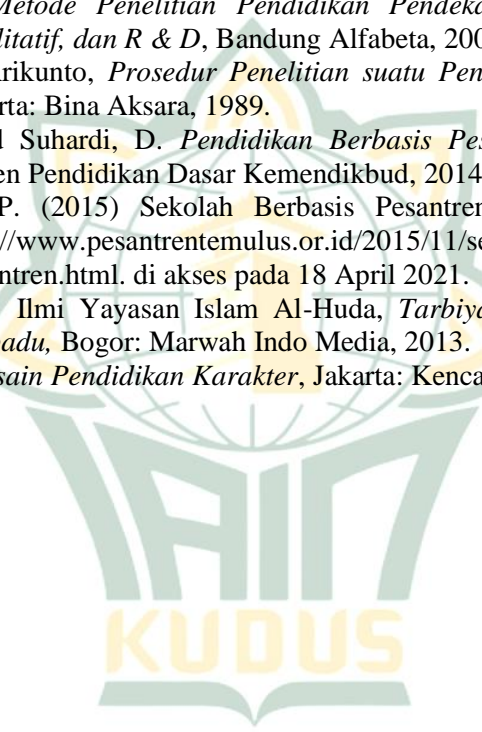 Metode Penelitian Pendidikan Pendeka
litatif, dan R & D, Bandung Alfabeta, 200
rikunto, Prosedur Penelitian suatu Pen
rta: Bina Aksara, 1989.
d Suhardi, D. Pendidikan Berbasis Pes
en Pendidikan Dasar Kemendikbud, 2014
P. (2015) Sekolah Berbasis Pesantren
://www.pesantrentemulus.or.id/2015/11/se
ntren.html. di akses pada 18 April 2021.
Ilmi Yayasan Islam Al-Huda, Tarbiya
padu, Bogor: Marwah Indo Media, 2013.
sain Pendidikan Karakter, Jakarta: Kenca
IAIN
KUDUS